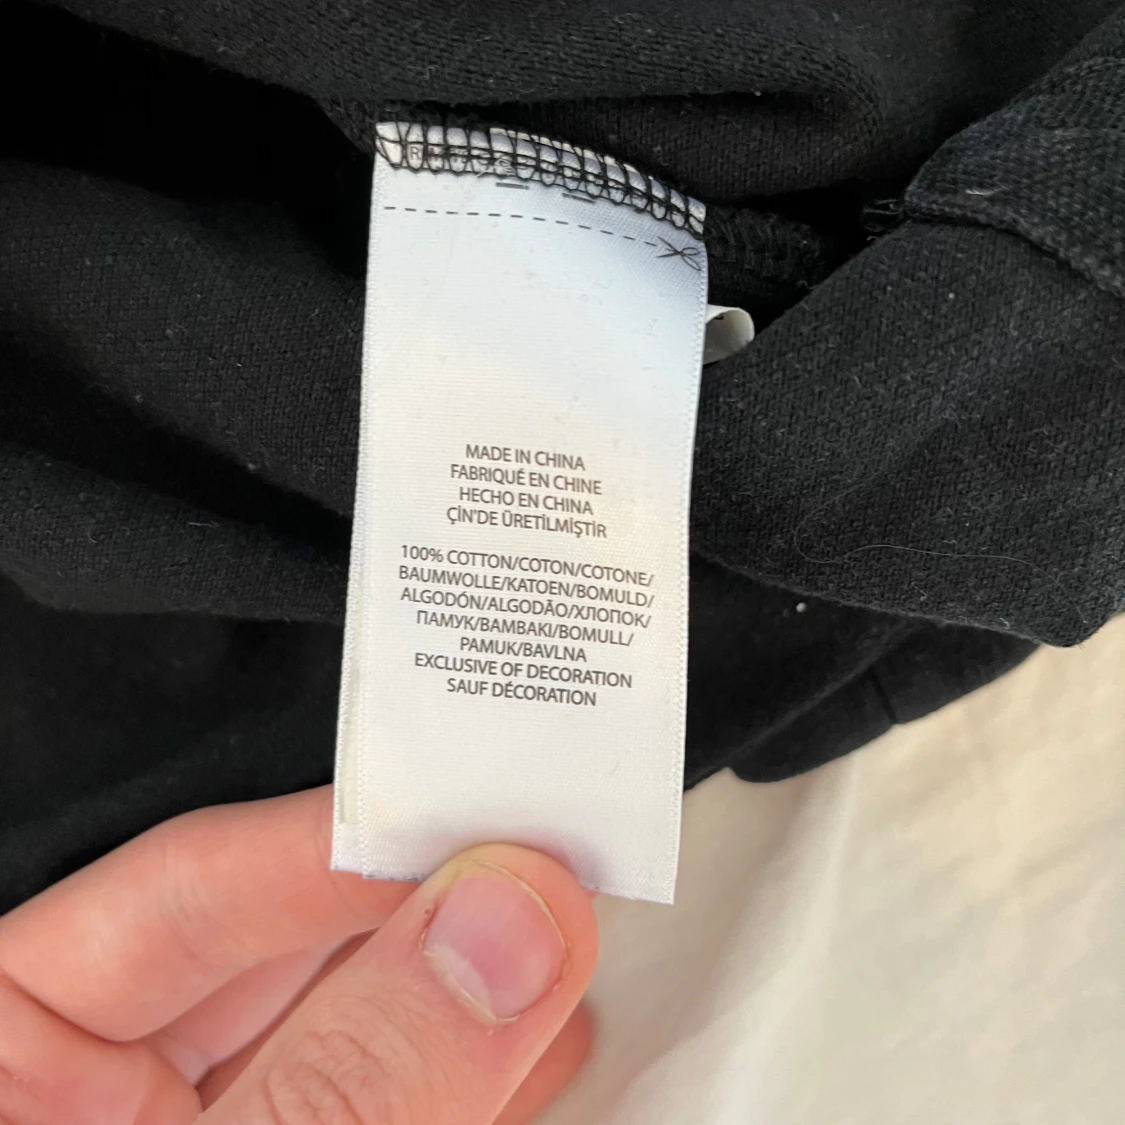 MADE IN CHINA
FABRIQUÉ EN CHINE
HECHO EN CHINA
ÇİN'DE ÜRETİLMİŞTİR
100% COTTON/COTON/COTONE/
BAUMWOLLE/KATOEN/BOMULD/
ALGODÓN/ALGODÃO/ХЛОПОК/
ПАМУК/BAMBAKI/BOMULL/
PAMUK/BAVLNA
EXCLUSIVE OF DECORATION
SAUF DÉCORATION